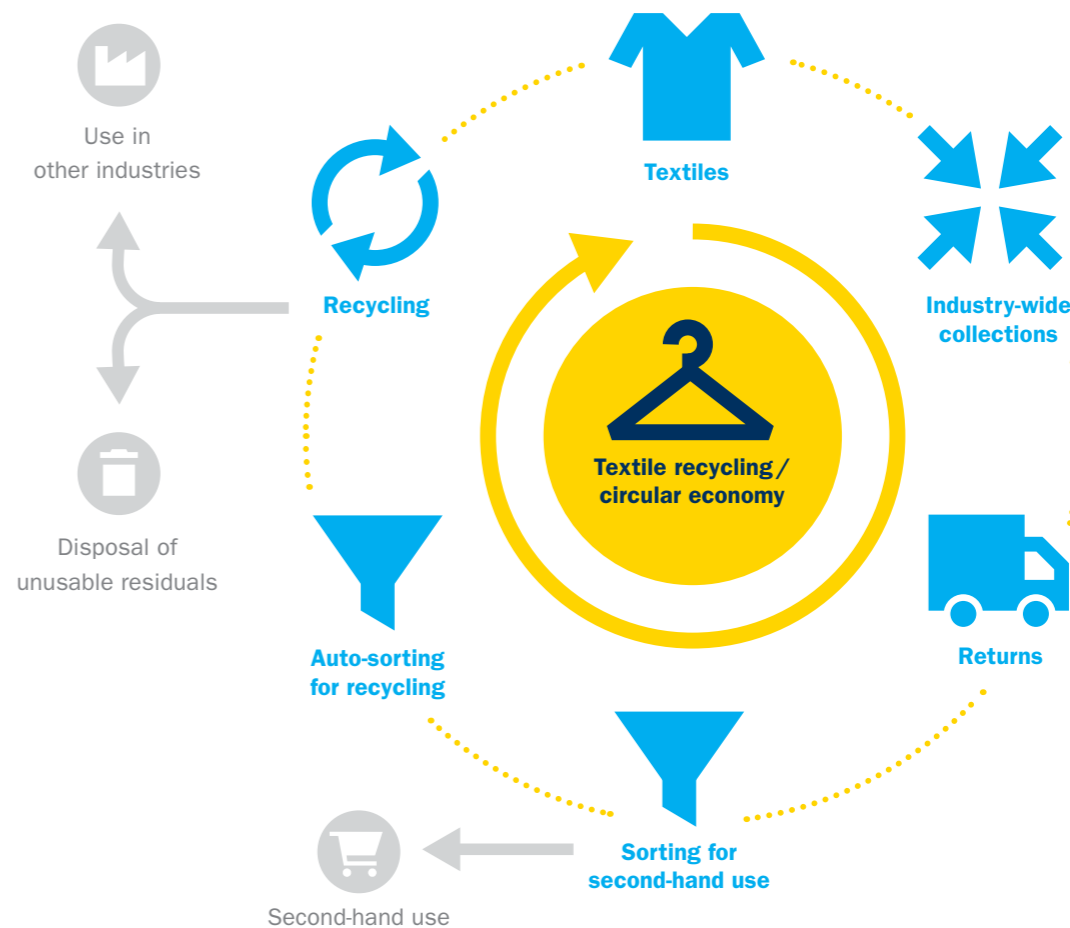 Use in
other industries
Textiles
Recycling
Industry-wide
collections
Textile recycling /
circular economy
Disposal of
unusable residuals
Auto-sorting
for recycling
Returns
Sorting for
second-hand use
Second-hand use